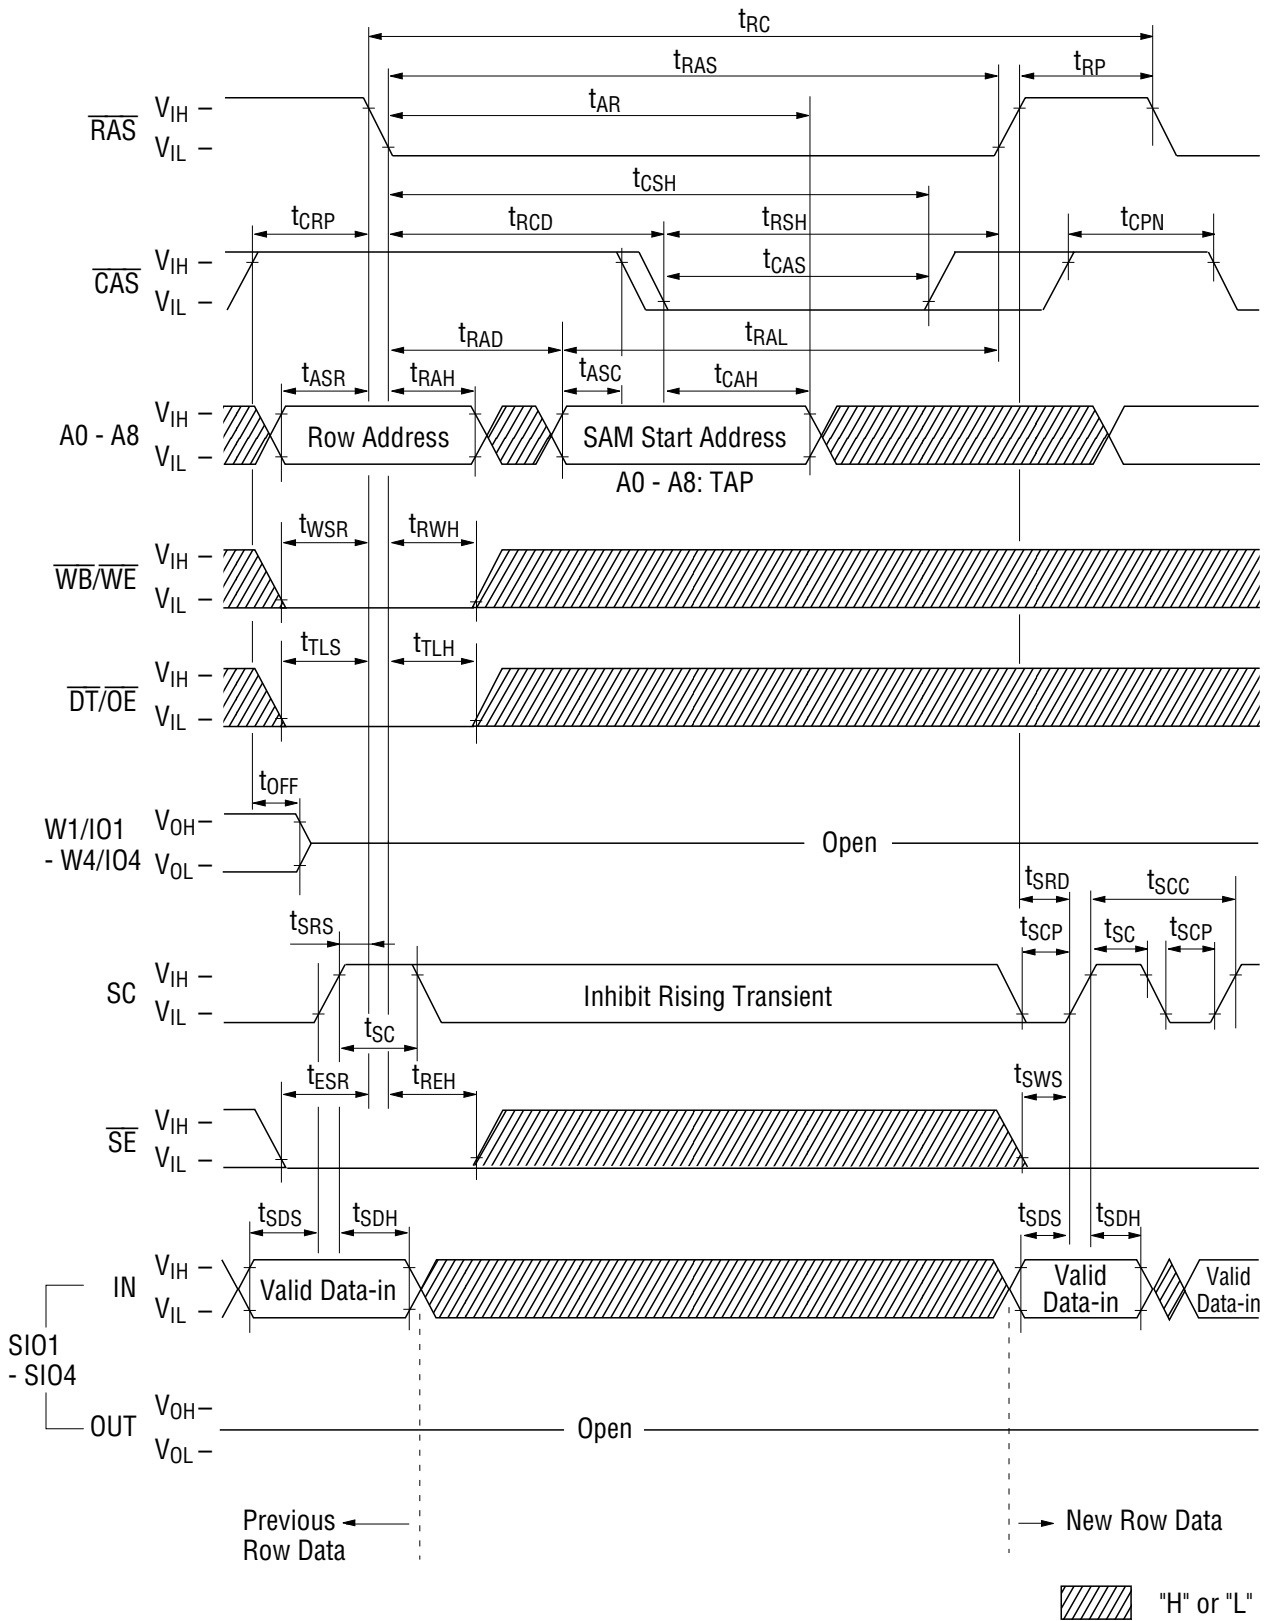 tRC
tRAS
tRP
tAR
RAS
VIH
VIL
tCSH
tCRP
tRCD
tRSH
tCPN
tCAS
CAS
VIH
VIL
tRAD
tRAL
tASR
tRAH
tASC
tCAH
A0 - A8
VIH
VIL
Row Address
SAM Start Address
A0 - A8: TAP
tWSR
tRWH
WB/WE
VIH
VIL
tTLS
tTLH
DT/OE
VIH
VIL
tOFF
W1/IO1
- W4/IO4
VOH
VOL
Open
tSRD
tSCC
tSRS
tSCP
tSC
tSCP
SC
VIH
VIL
Inhibit Rising Transient
tSC
tESR
tREH
tSWS
SE
VIH
VIL
tSDS
tSDH
tSDS
tSDH
IN
VIH
VIL
Valid Data-in
Valid
Data-in
Valid
Data-in
SIO1
- SIO4
OUT
VOH
VOL
Open
Previous
Row Data
New Row Data
"H" or "L"